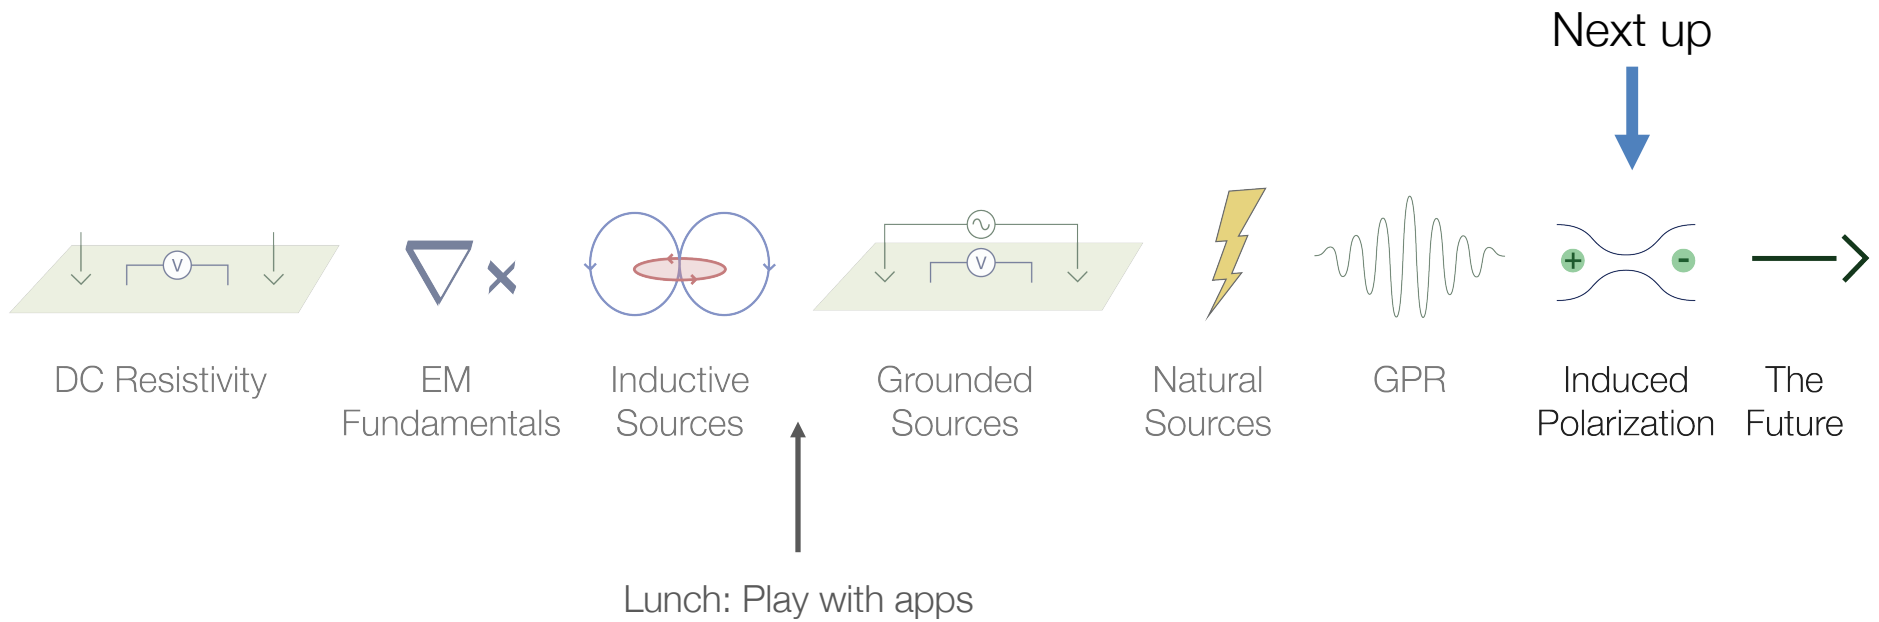 Next up
V
V
+
-
DC Resistivity
EM
Fundamentals
Inductive
Sources
Grounded
Sources
Natural
Sources
GPR
Induced
Polarization
The
Future
Lunch: Play with apps